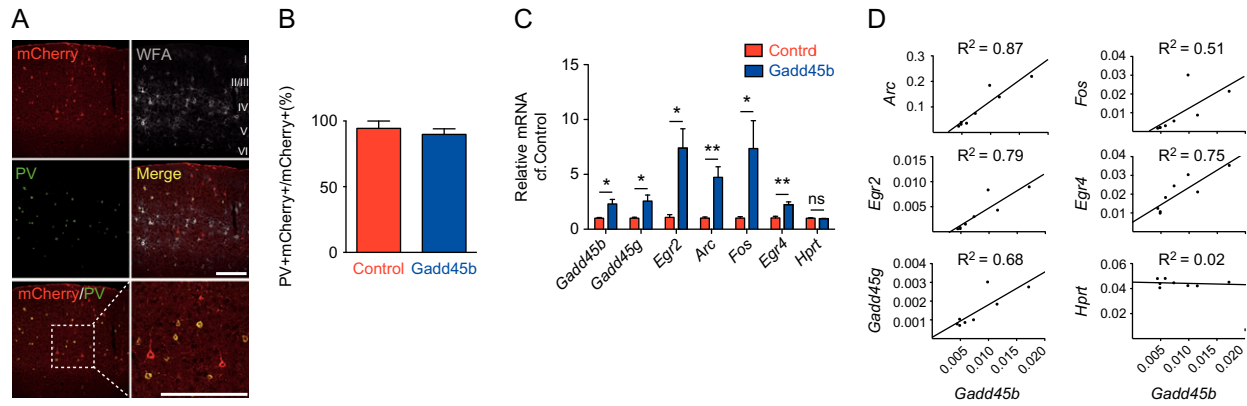 A
mCherry
WFA
I
II/III
IV
V
VI
PV
Merge
mCherry/PV
B
PV+mCherry+/mCherry+(%)
100
50
0
Control
Gadd45b
C
Contrd
Gadd45b
Relative mRNA
cf.Control
15
10
5
0
*
*
*
**
*
**
ns
Gadd45b
Gadd45g
Egr2
Arc
Fos
Egr4
Hprt
D
R² = 0.87
Arc
0.3
0.2
0.1
R² = 0.51
Fos
0.04
0.03
0.02
0.01
R² = 0.79
Egr2
0.015
0.010
0.005
R² = 0.75
Egr4
0.04
0.03
0.02
0.01
R² = 0.68
Gadd45g
0.004
0.003
0.002
0.001
0.005
0.010
0.015
0.020
Gadd45b
R² = 0.02
Hprt
0.06
0.04
0.02
0.005
0.010
0.015
0.020
Gadd45b